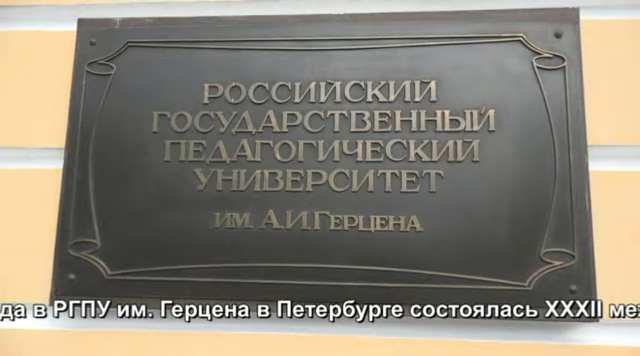 РОССИЙСКИЙ
ГОСУДАРСТВЕННЫЙ
ПЕДАГОГИЧЕСКИЙ
УНИВЕРСИТЕТ
ИМ. А.И.ГЕРЦЕНА
в РГПУ им. Герцена в Петербурге состоялась XXXII